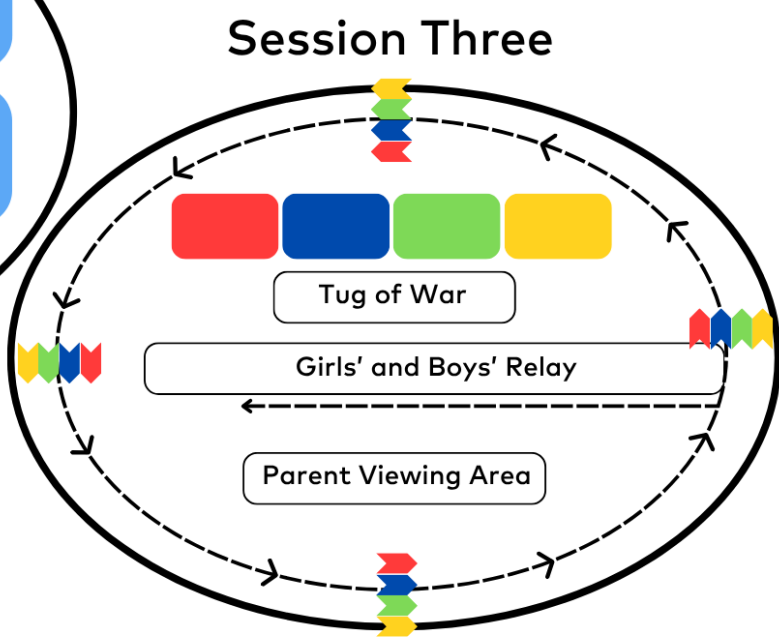 Session Three
Tug of War
Girls' and Boys' Relay
Parent Viewing Area